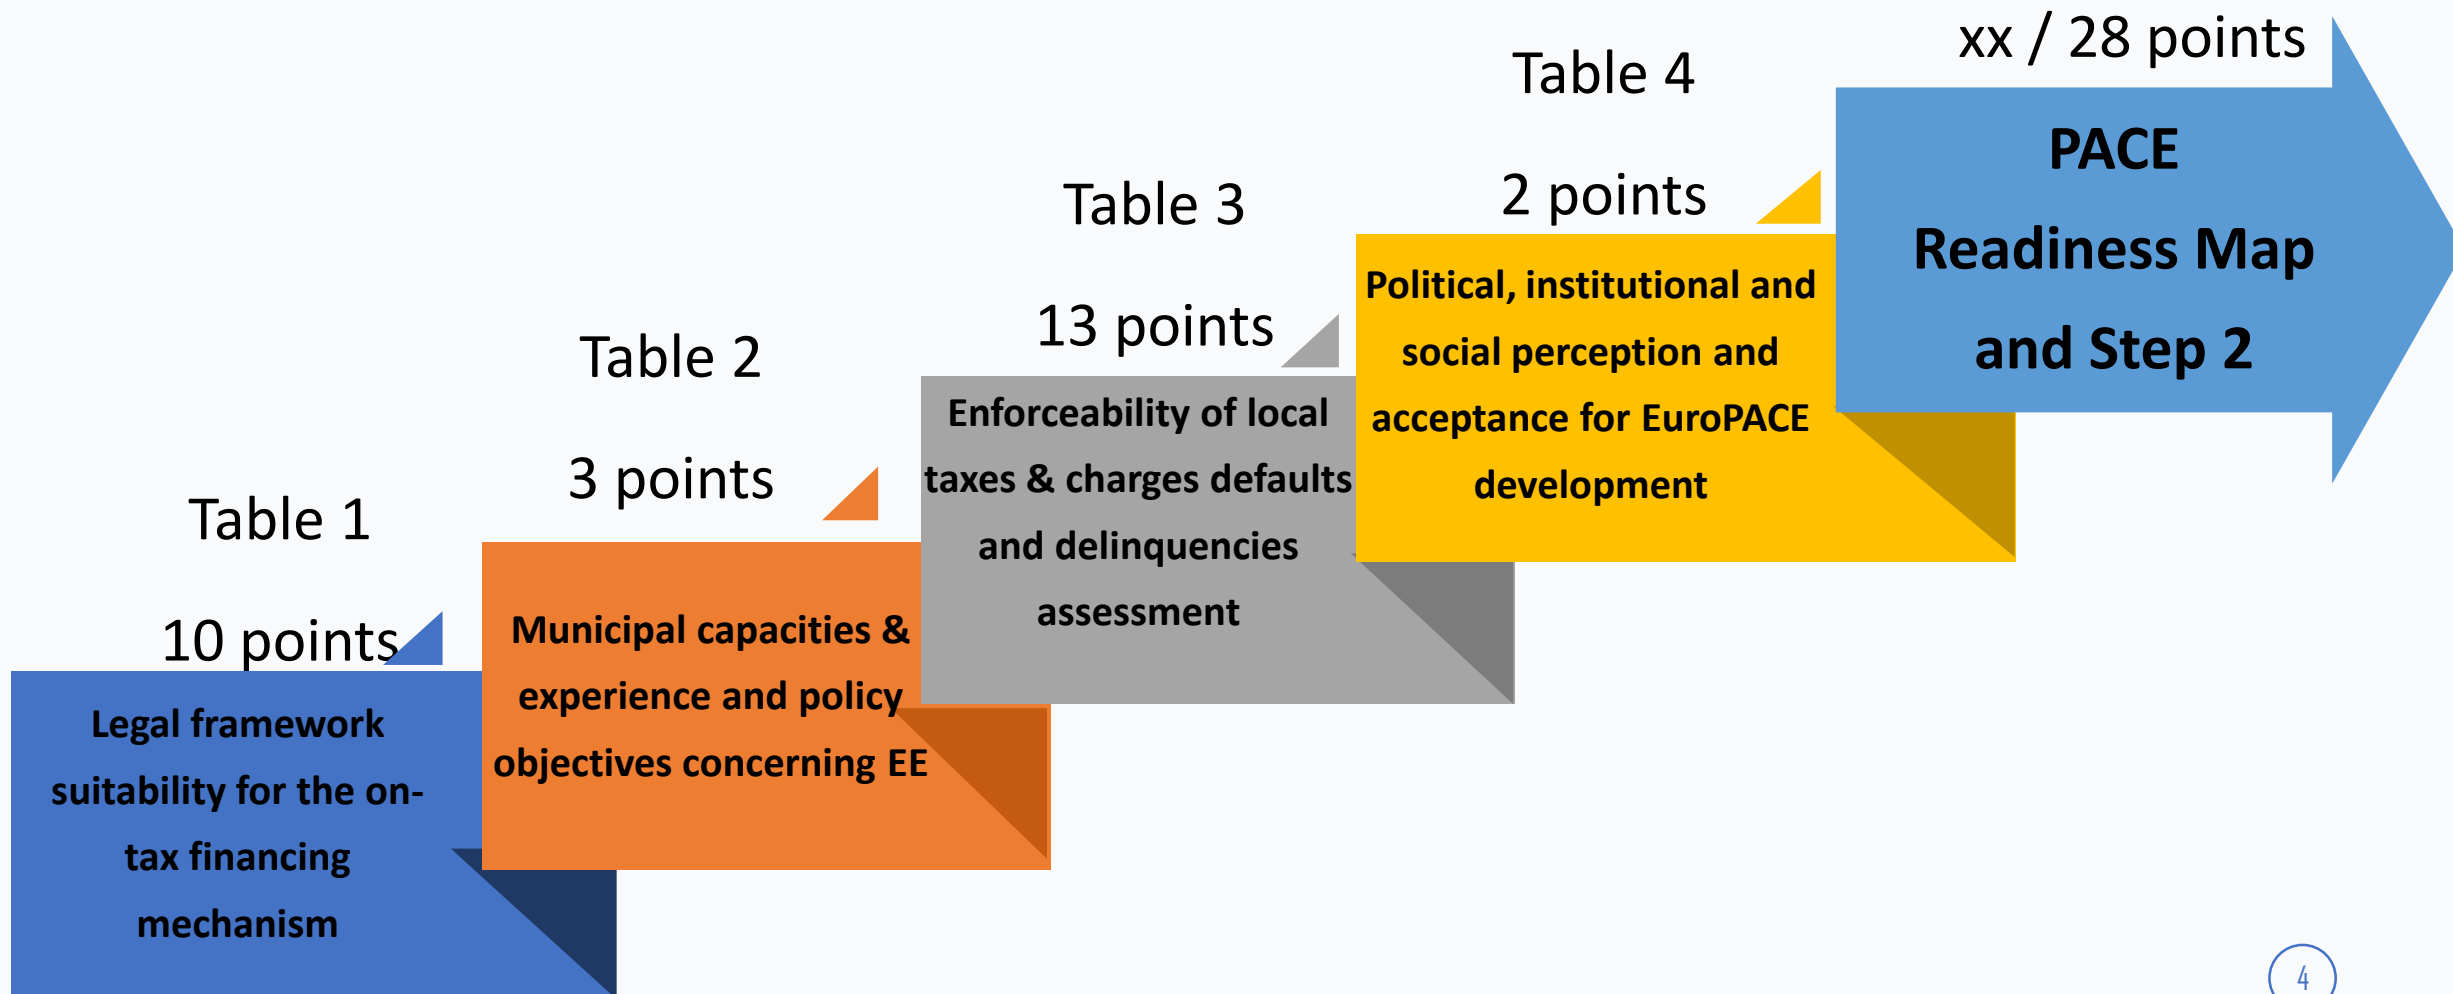 Table 1
10 points
Legal framework
suitability for the on-
tax financing
mechanism
Table 2
3 points
Municipal capacities &
experience and policy
objectives concerning EE
Table 3
13 points
Enforceability of local
taxes & charges defaults
and delinquencies
assessment
Table 4
2 points
Political, institutional and
social perception and
acceptance for EuroPACE
development
xx / 28 points
PACE
Readiness Map
and Step 2
4